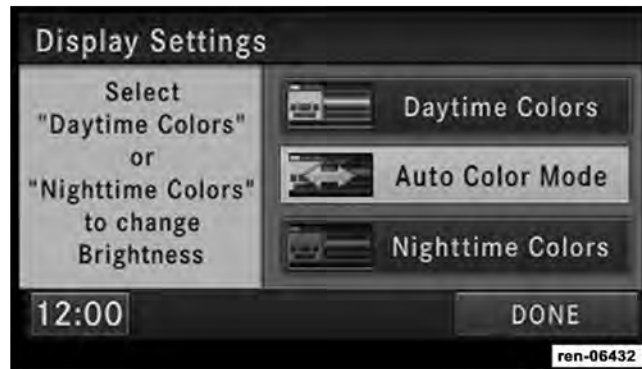 Display Settings
Select
"Daytime Colors"
or
"Nighttime Colors"
to change
Brightness
Daytime Colors
Auto Color Mode
Nighttime Colors
12:00
DONE
ren-06432